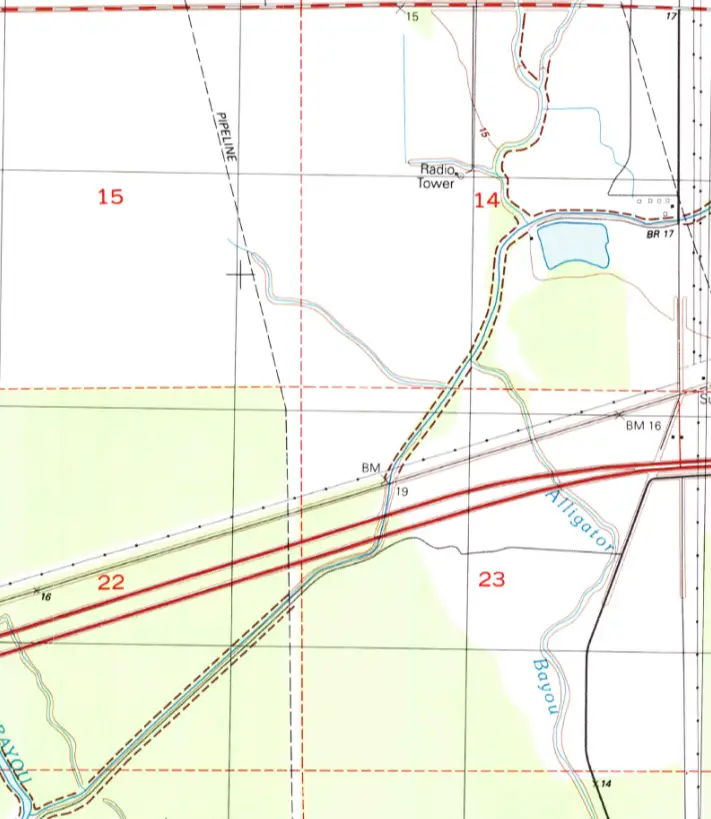 15
17
PIPELINE
15
Radio
Tower
15
14
BR 17
BM 16
BM
19
Alligator
22
23
16
Bayou
BAYOU
14